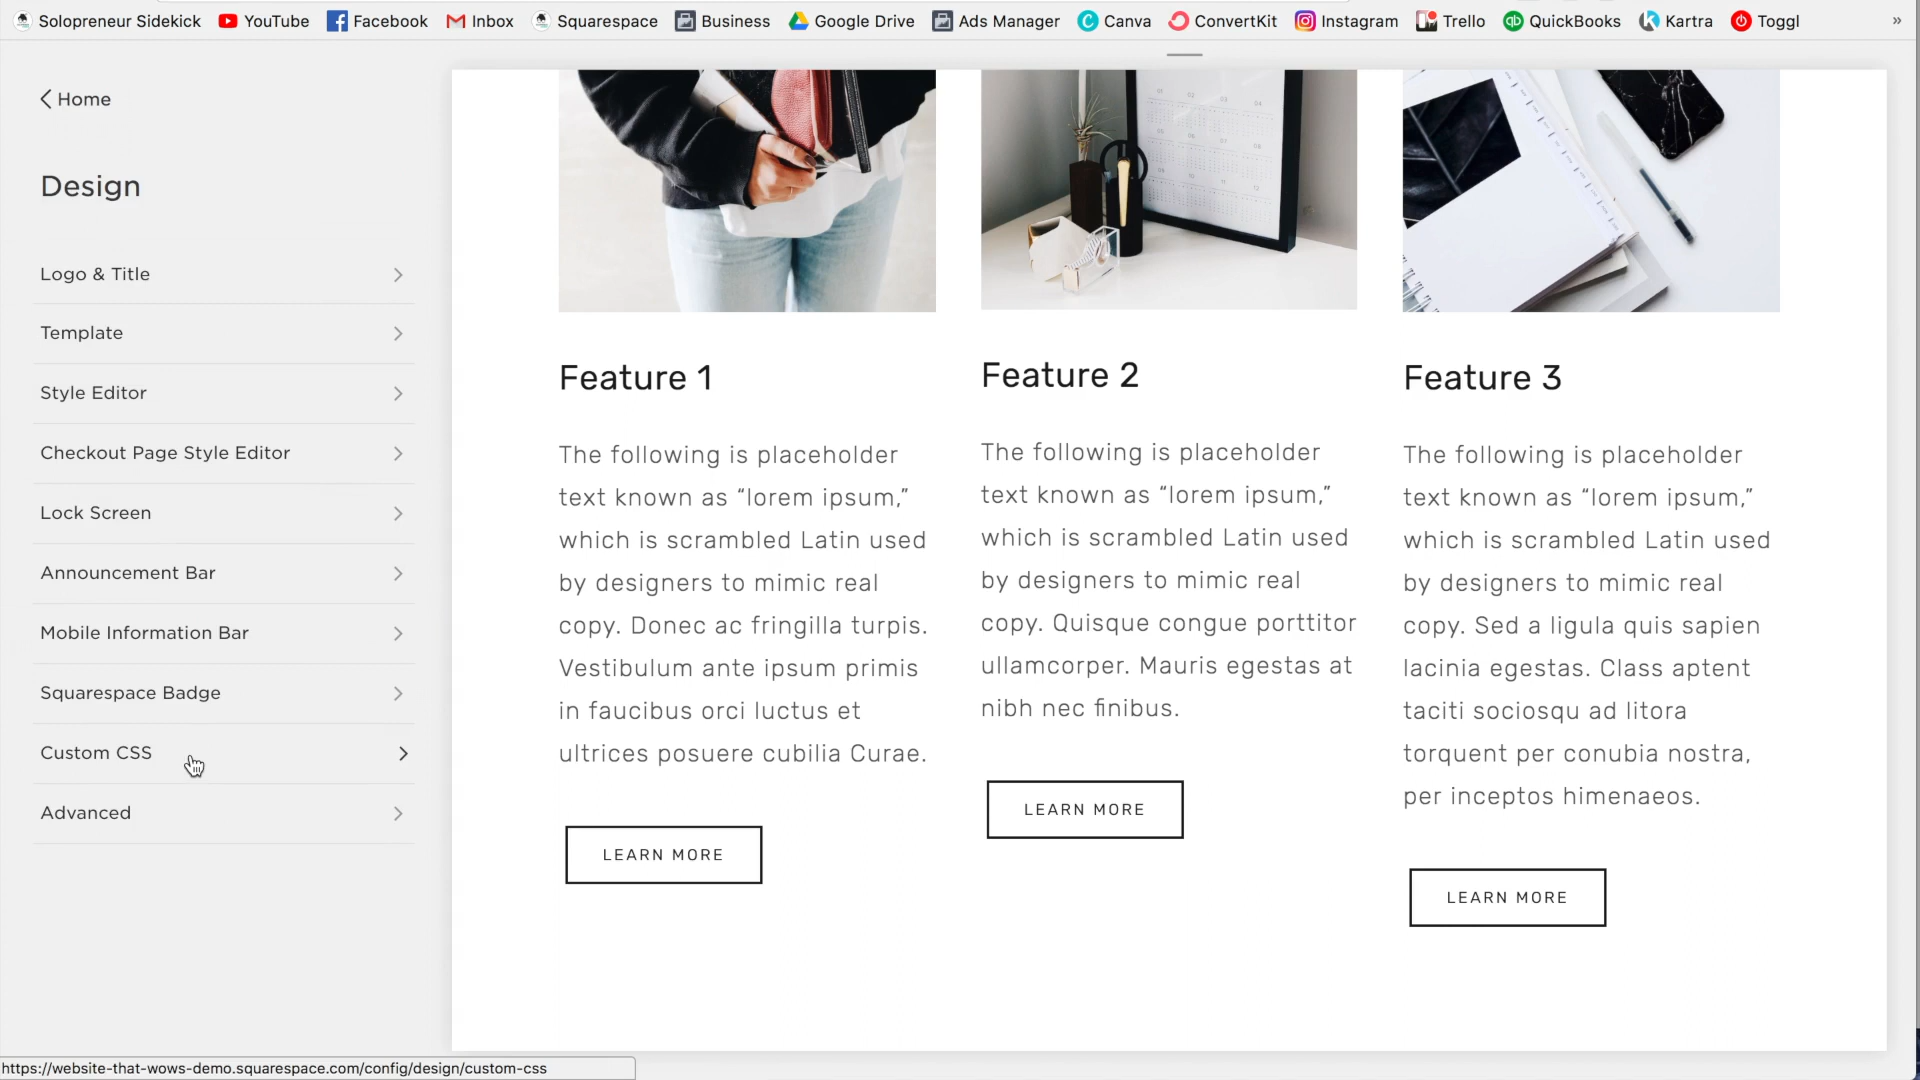 Solopreneur Sidekick YouTube Facebook Inbox Squarespace Business Google Drive Ads Manager Canva ConvertKit Instagram Trello QuickBooks Kartra Toggl »
Home
Design
Logo & Title
Template
Style Editor
Checkout Page Style Editor
Lock Screen
Announcement Bar
Mobile Information Bar
Squarespace Badge
Custom CSS
Advanced
Feature 1
The following is placeholder
text known as “lorem ipsum,”
which is scrambled Latin used
by designers to mimic real
copy. Donec ac fringilla turpis.
Vestibulum ante ipsum primis
in faucibus orci luctus et
ultrices posuere cubilia Curae.
LEARN MORE
Feature 2
The following is placeholder
text known as “lorem ipsum,”
which is scrambled Latin used
by designers to mimic real
copy. Quisque congue porttitor
ullamcorper. Mauris egestas at
nibh nec finibus.
LEARN MORE
Feature 3
The following is placeholder
text known as “lorem ipsum,”
which is scrambled Latin used
by designers to mimic real
copy. Sed a ligula quis sapien
lacinia egestas. Class aptent
taciti sociosqu ad litora
torquent per conubia nostra,
per inceptos himenaeos.
LEARN MORE
https://website-that-wows-demo.squarespace.com/config/design/custom-css